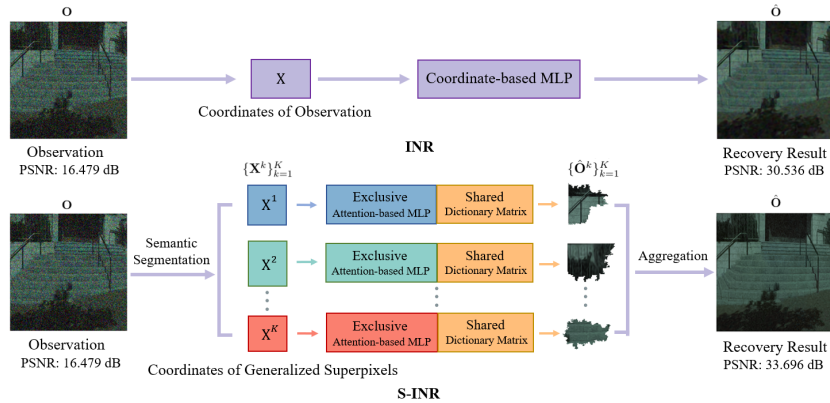 O
Ô
X
Coordinate-based MLP
Coordinates of Observation
Observation
PSNR: 16.479 dB
INR
Recovery Result
PSNR: 30.536 dB
{X^k}_{k=1}^K
{Ô^k}_{k=1}^K
O
Ô
X^1
Exclusive
Attention-based MLP
Shared
Dictionary Matrix
Semantic
Segmentation
X^2
Exclusive
Attention-based MLP
Shared
Dictionary Matrix
Aggregation
X^K
Exclusive
Attention-based MLP
Shared
Dictionary Matrix
Observation
PSNR: 16.479 dB
Coordinates of Generalized Superpixels
Recovery Result
PSNR: 33.696 dB
S-INR